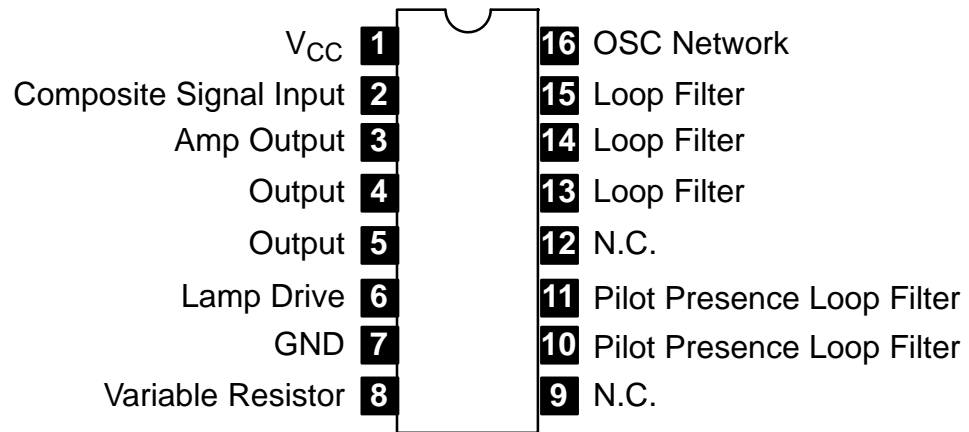 V_CC 1 16 OSC Network
Composite Signal Input 2 15 Loop Filter
Amp Output 3 14 Loop Filter
Output 4 13 Loop Filter
Output 5 12 N.C.
Lamp Drive 6 11 Pilot Presence Loop Filter
GND 7 10 Pilot Presence Loop Filter
Variable Resistor 8 9 N.C.